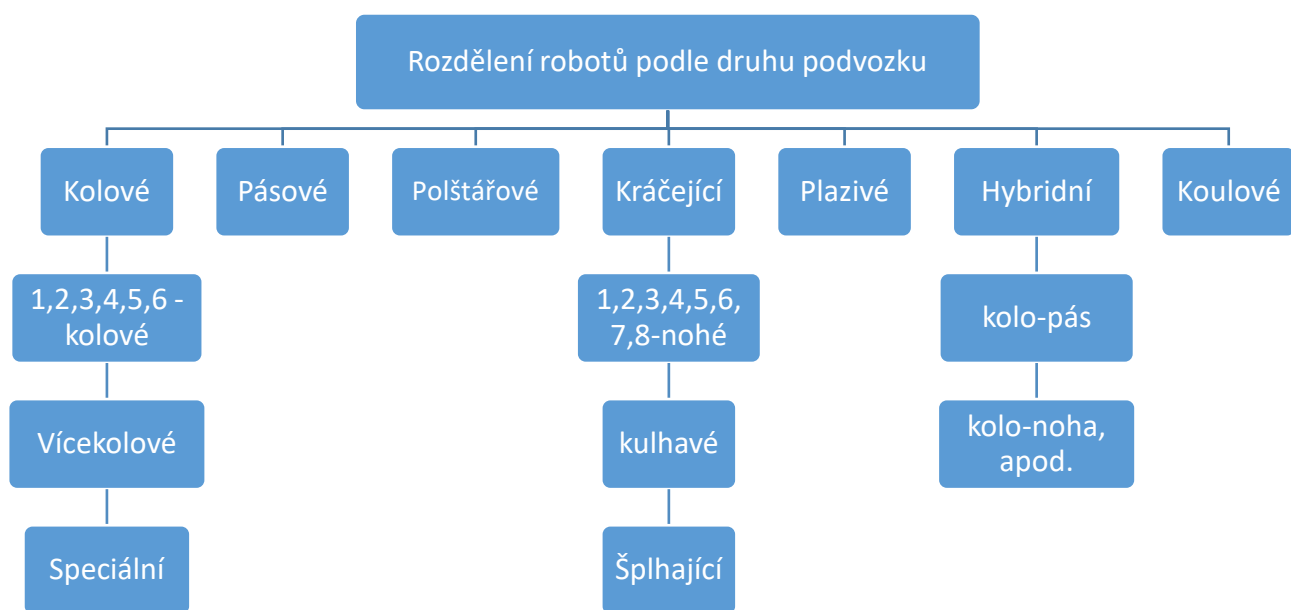 Rozdělení robotů podle druhu podvozku
Kolové
Pásové
Polštářové
Kráčející
Plazivé
Hybridní
Koulové
1,2,3,4,5,6 -
kolové
1,2,3,4,5,6,
7,8-nohé
kolo-pás
Vícekolové
kulhavé
kolo-noha,
apod.
Speciální
Šplhající